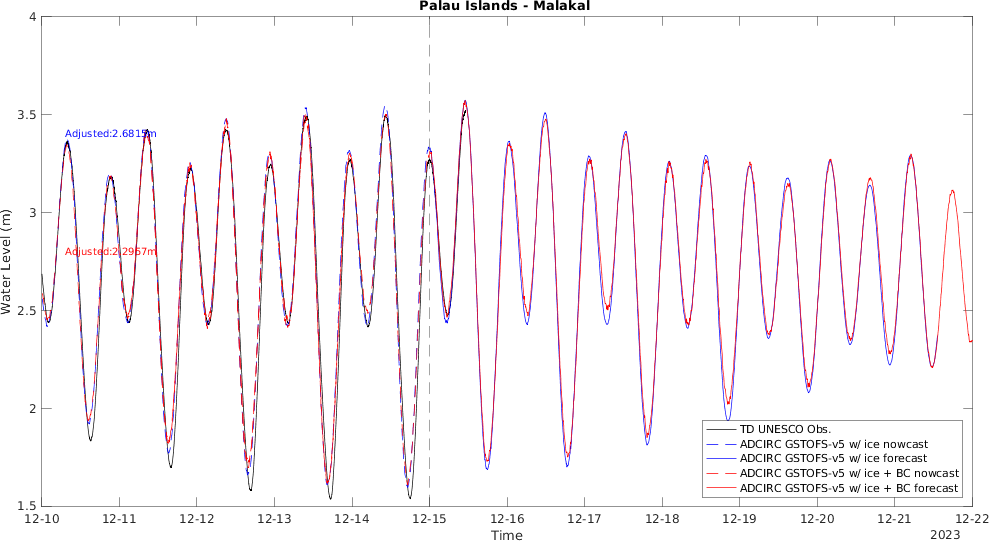 Palau Islands - Malakal
Water Level (m)
4
3.5
3
2.5
2
1.5
Adjusted:2.6815m
Adjusted:2.2967m
TD UNESCO Obs.
ADCIRC GSTOFS-v5 w/ ice nowcast
ADCIRC GSTOFS-v5 w/ ice forecast
ADCIRC GSTOFS-v5 w/ ice + BC nowcast
ADCIRC GSTOFS-v5 w/ ice + BC forecast
12-10 12-11 12-12 12-13 12-14 12-15 12-16 12-17 12-18 12-19 12-20 12-21 12-22
Time
2023